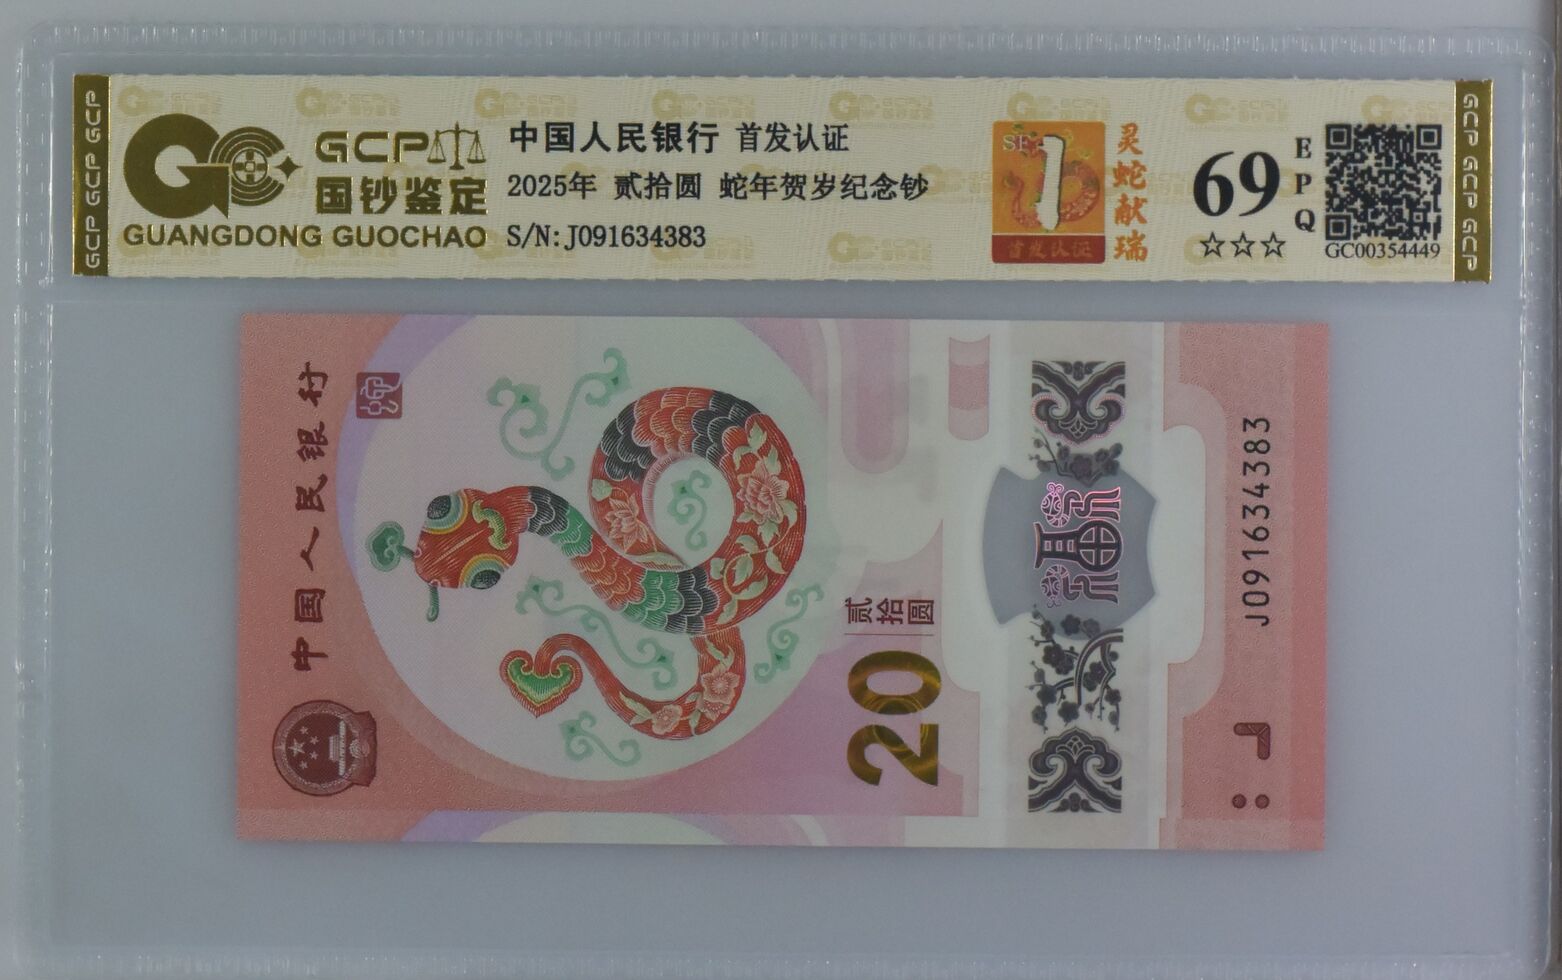 GCP
国钞鉴定
GUANGDONG GUOCHAO
中国人民银行 首发认证
2025年 贰拾圆 蛇年贺岁纪念钞
S/N:J091634383
1
首发认证
灵蛇献瑞
69
EPQ
☆☆☆
GC00354449
GCP GCP GCP
GCP GCP GCP
中国人民银行
贰拾圆
20
福
J091634383